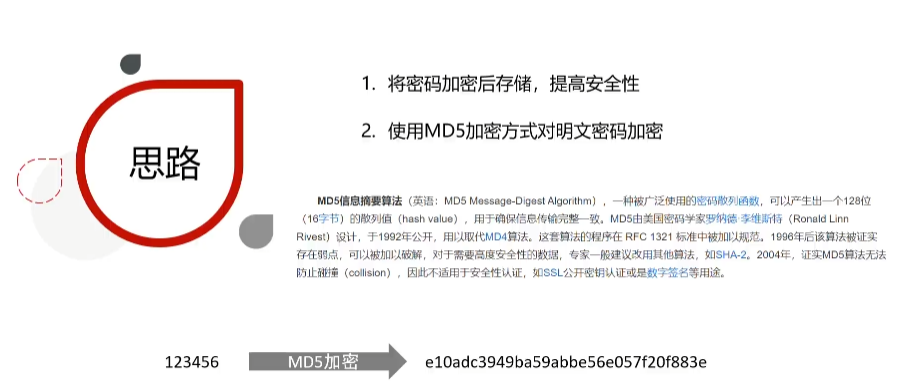 思路
1. 将密码加密后存储，提高安全性
2. 使用MD5加密方式对明文密码加密
MD5信息摘要算法（英语：MD5 Message-Digest Algorithm），一种被广泛使用的密码散列函数，可以产生出一个128位
（16字节）的散列值（hash value），用于确保信息传输完整一致。MD5由美国密码学家罗纳德·李维斯特（Ronald Linn
Rivest）设计，于1992年公开，用以取代MD4算法。这套算法的程序在 RFC 1321 标准中被加以规范。1996年后该算法被证实
存在弱点，可以被加以破解，对于需要高度安全性的数据，专家一般建议改用其他算法，如SHA-2。2004年，证实MD5算法无法
防止碰撞（collision），因此不适用于安全性认证，如SSL公开密钥认证或是数字签名等用途。
123456 MD5加密 e10adc3949ba59abbe56e057f20f883e